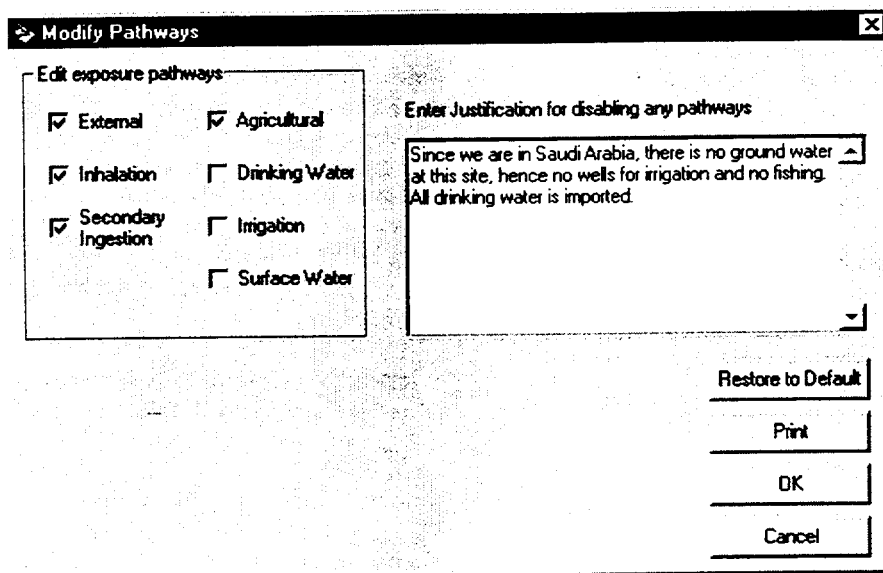 Modify Pathways
Edit exposure pathways
External
Agricultural
Inhalation
Drinking Water
Secondary
Ingestion
Irrigation
Surface Water
Enter Justification for disabling any pathways
Since we are in Saudi Arabia, there is no ground water
at this site, hence no wells for irrigation and no fishing.
All drinking water is imported.
Restore to Default
Print
OK
Cancel